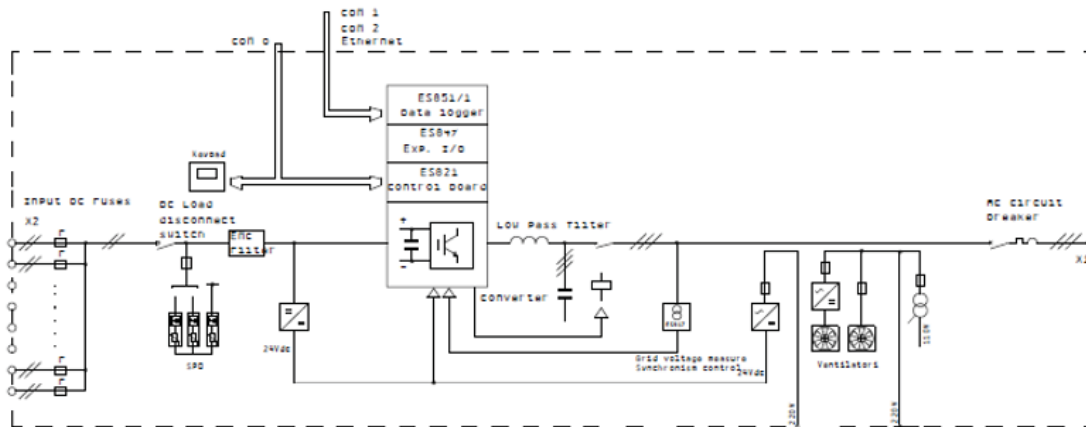 COM 1
COM 2
Ethernet
COM 0
ES851/1
Data logger
ES847
Exp. I/O
ES821
Control Board
Input DC Fuses
X2
DC Load
disconnect
switch
EMC
Filter
Low Pass Filter
AC Circuit
Breaker
Converter
24Vdc
SPD
Grid voltage measure
Synchronism control
24Vdc
Ventilatori
110V
220V
220V